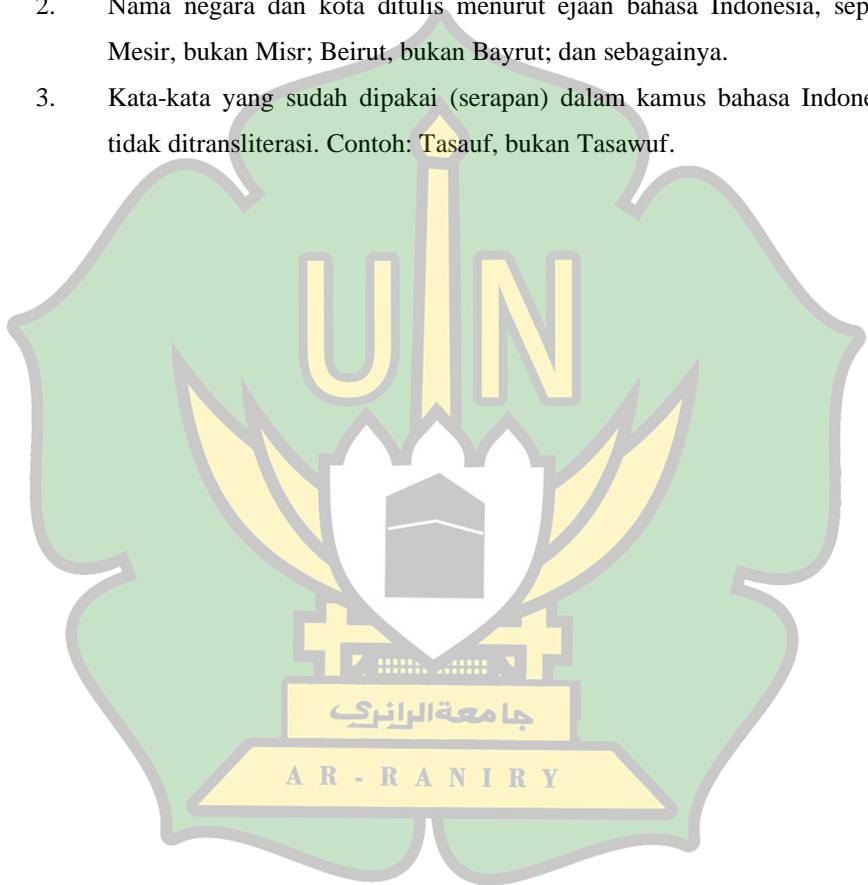 2. Nama negara dan kota ditulis menurut ejaan bahasa Indonesia,
Mesir, bukan Misr; Beirut, bukan Bayrut; dan sebagainya.
3. Kata-kata yang sudah dipakai (serapan) dalam kamus bahasa
tidak ditransliterasi. Contoh: Tasauf, bukan Tasawuf.
UIN
جامعة الرانري
AR-RANIRY